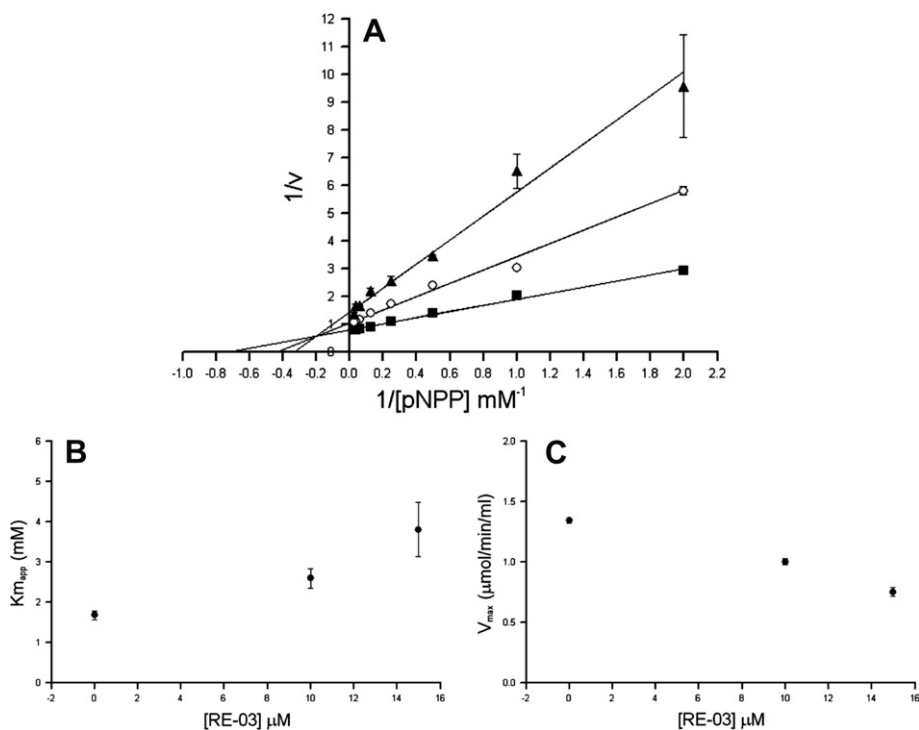 A
12
11
10
9
8
7
6
5
4
3
2
1
0
1/v
-1.0 -0.8 -0.6 -0.4 -0.2 0.0 0.2 0.4 0.6 0.8 1.0 1.2 1.4 1.6 1.8 2.0 2.2
1/[pNPP] mM⁻¹
B
6
5
4
3
2
1
0
Kmapp (mM)
-2 0 2 4 6 8 10 12 14 16
[RE-03] μM
C
2.0
1.5
1.0
0.5
0.0
Vmax (μmol/min/ml)
-2 0 2 4 6 8 10 12 14 16
[RE-03] μM